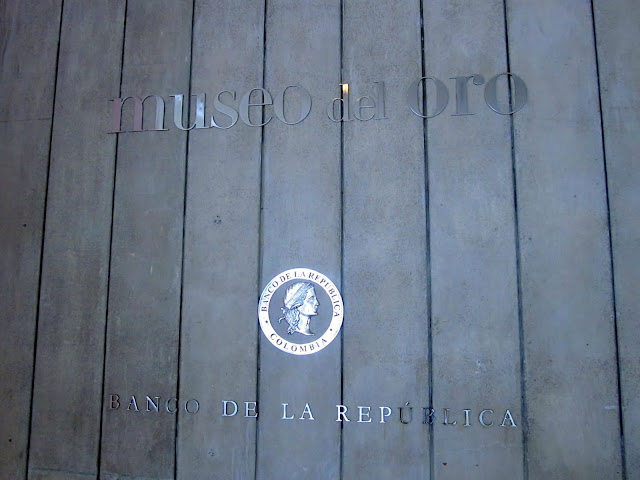 museo del oro
BANCO DE LA REPÚBLICA
COLOMBIA
BANCO DE LA REPÚBLICA